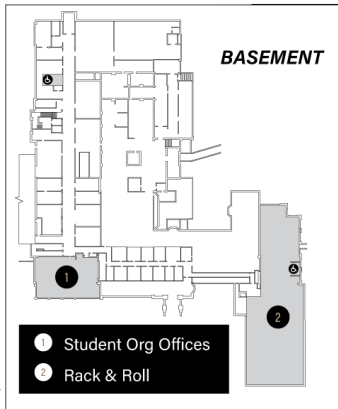 BASEMENT
1
2
1 Student Org Offices
2 Rack & Roll